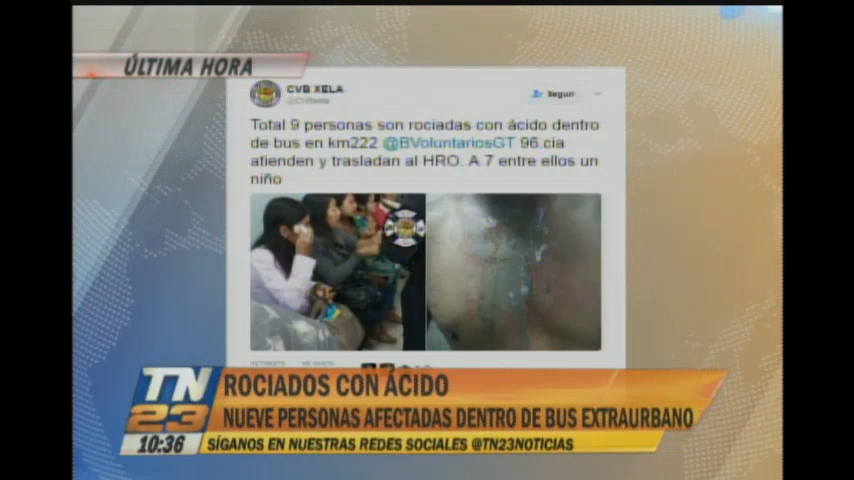 ÚLTIMA HORA
CVB XELA
Seguir
Total 9 personas son rociadas con ácido dentro
de bus en km222 @BVoluntariosGT 96.cia
atienden y trasladan al HRO. A 7 entre ellos un
niño
TN
23
10:36
ROCIADOS CON ÁCIDO
NUEVE PERSONAS AFECTADAS DENTRO DE BUS EXTRAURBANO
SÍGANOS EN NUESTRAS REDES SOCIALES @TN23NOTICIAS